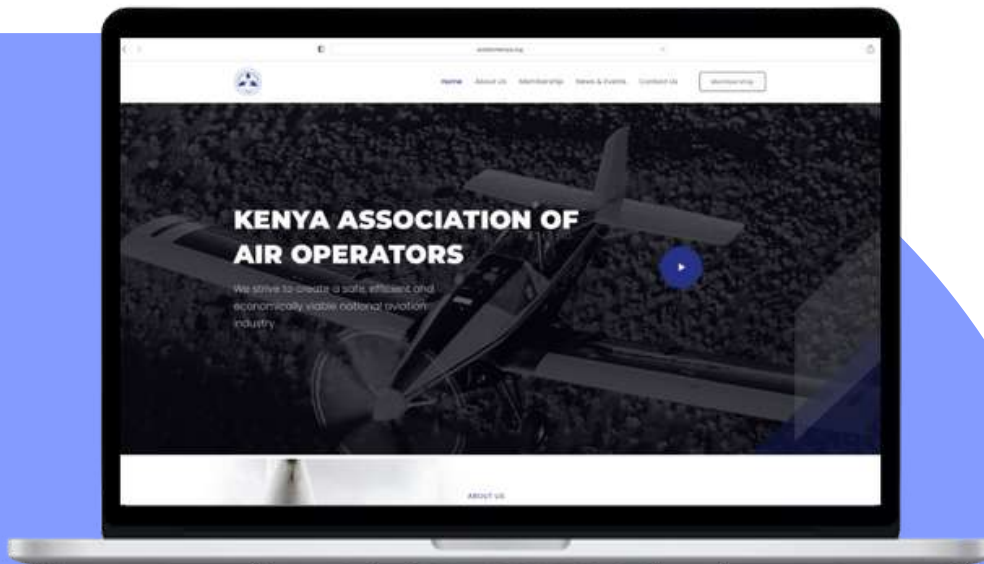 Home About Us Membership News & Events Contact Us Membership
KENYA ASSOCIATION OF
AIR OPERATORS
We strive to create a safe, efficient and
economically viable national aviation
industry
ABOUT US